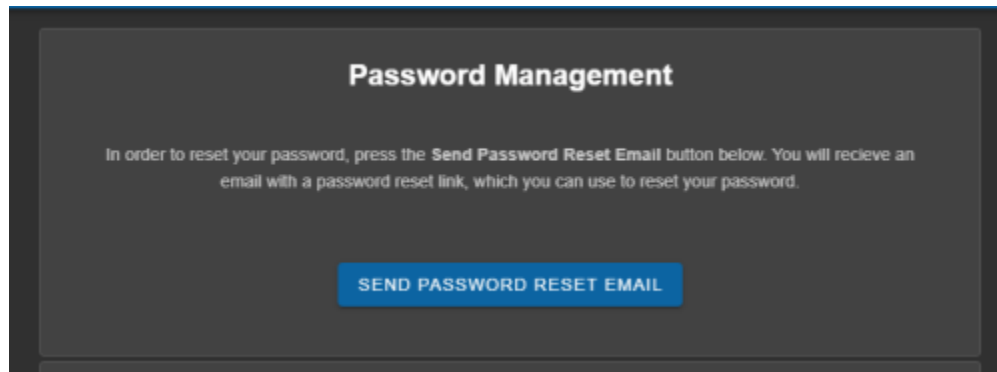 Password Management
In order to reset your password, press the Send Password Reset Email button below. You will recieve an
email with a password reset link, which you can use to reset your password.
SEND PASSWORD RESET EMAIL